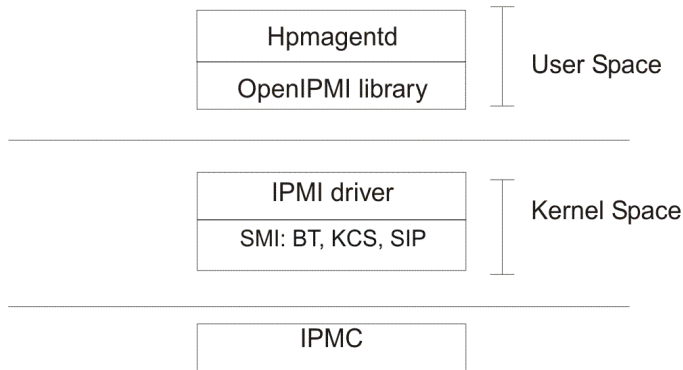 Hpmagentd
OpenIPMI library
User Space
IPMI driver
SMI: BT, KCS, SIP
Kernel Space
IPMC